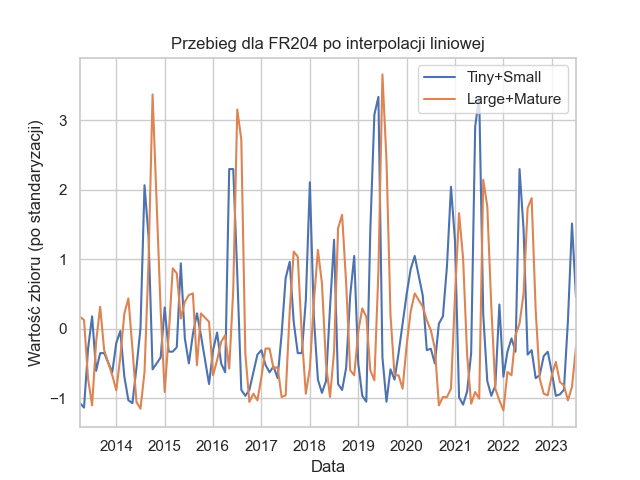 Przebieg dla FR204 po interpolacji liniowej
Tiny+Small
Large+Mature
Wartość zbioru (po standaryzacji)
3
2
1
0
−1
2014 2015 2016 2017 2018 2019 2020 2021 2022 2023
Data